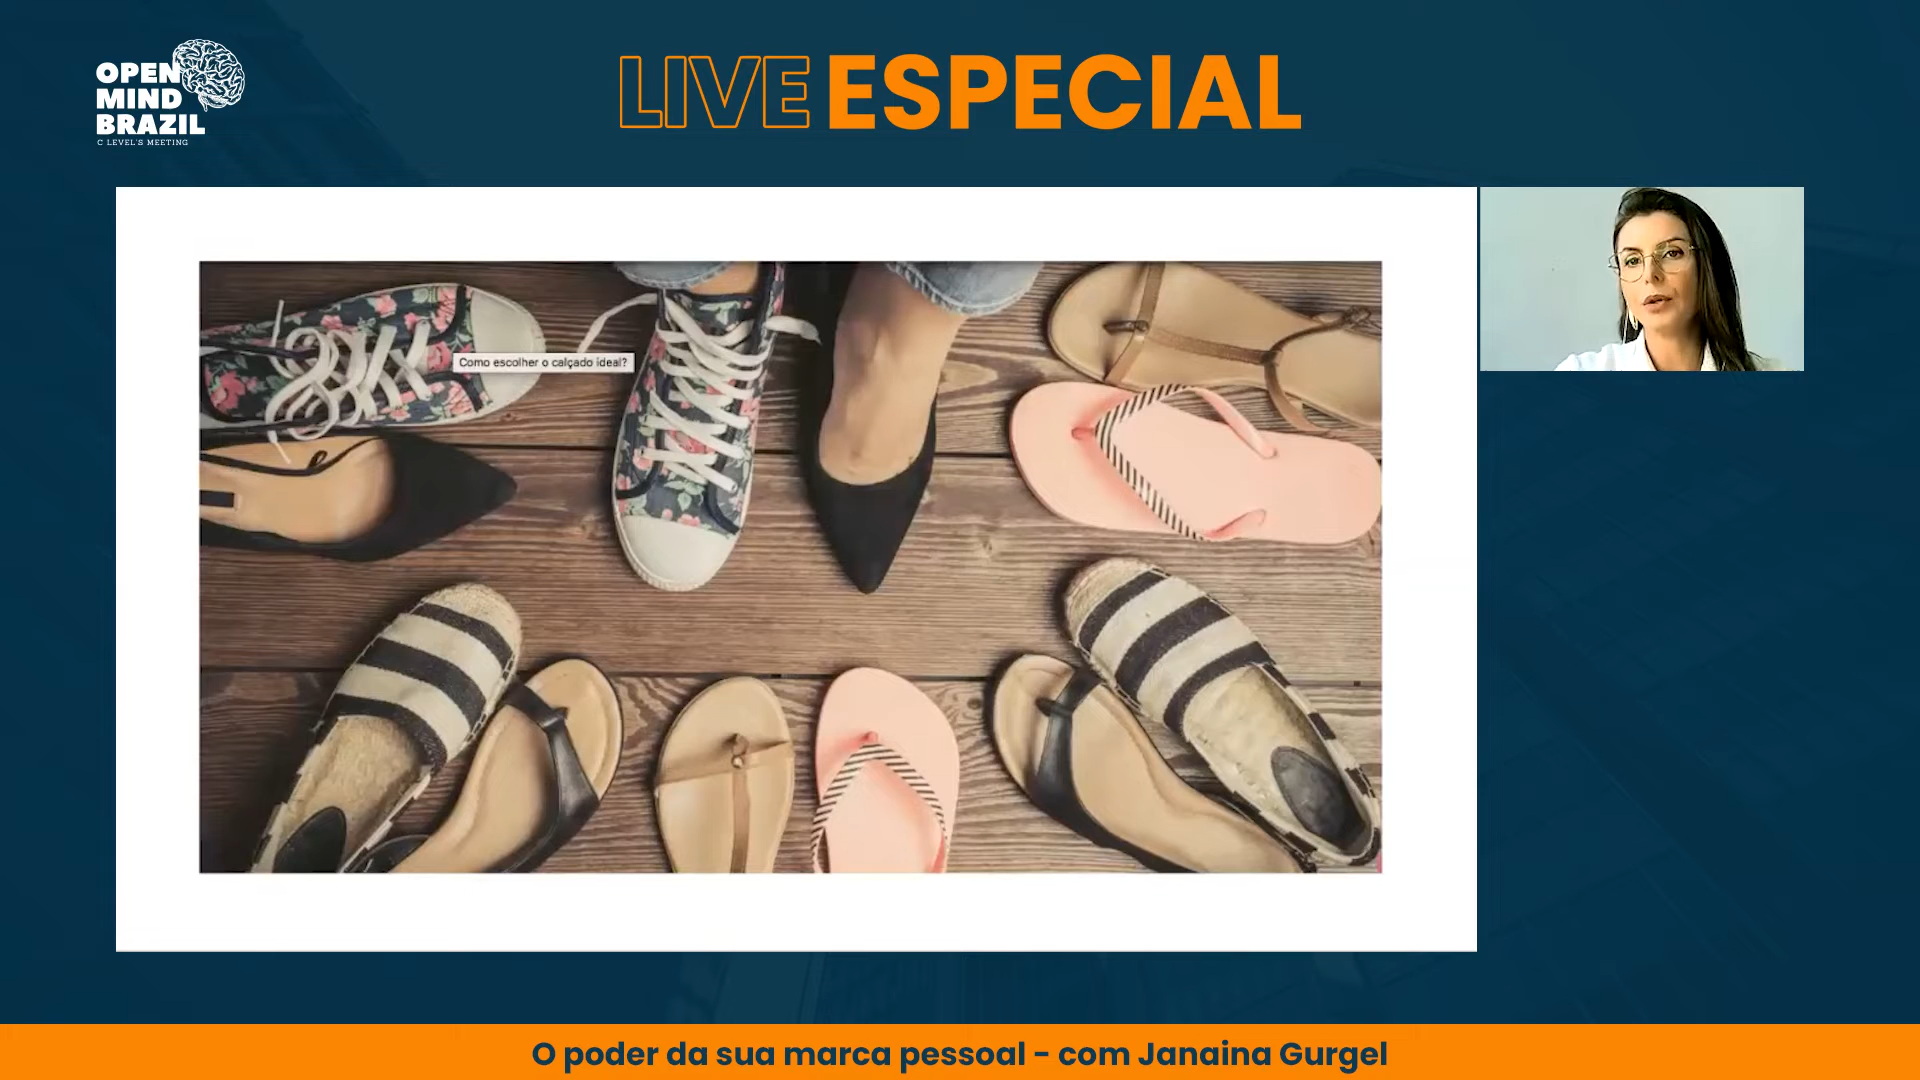 OPEN
MIND
BRAZIL
C LEVEL'S MEETING
LIVE ESPECIAL
Como escolher o calçado ideal?
O poder da sua marca pessoal - com Janaina Gurgel